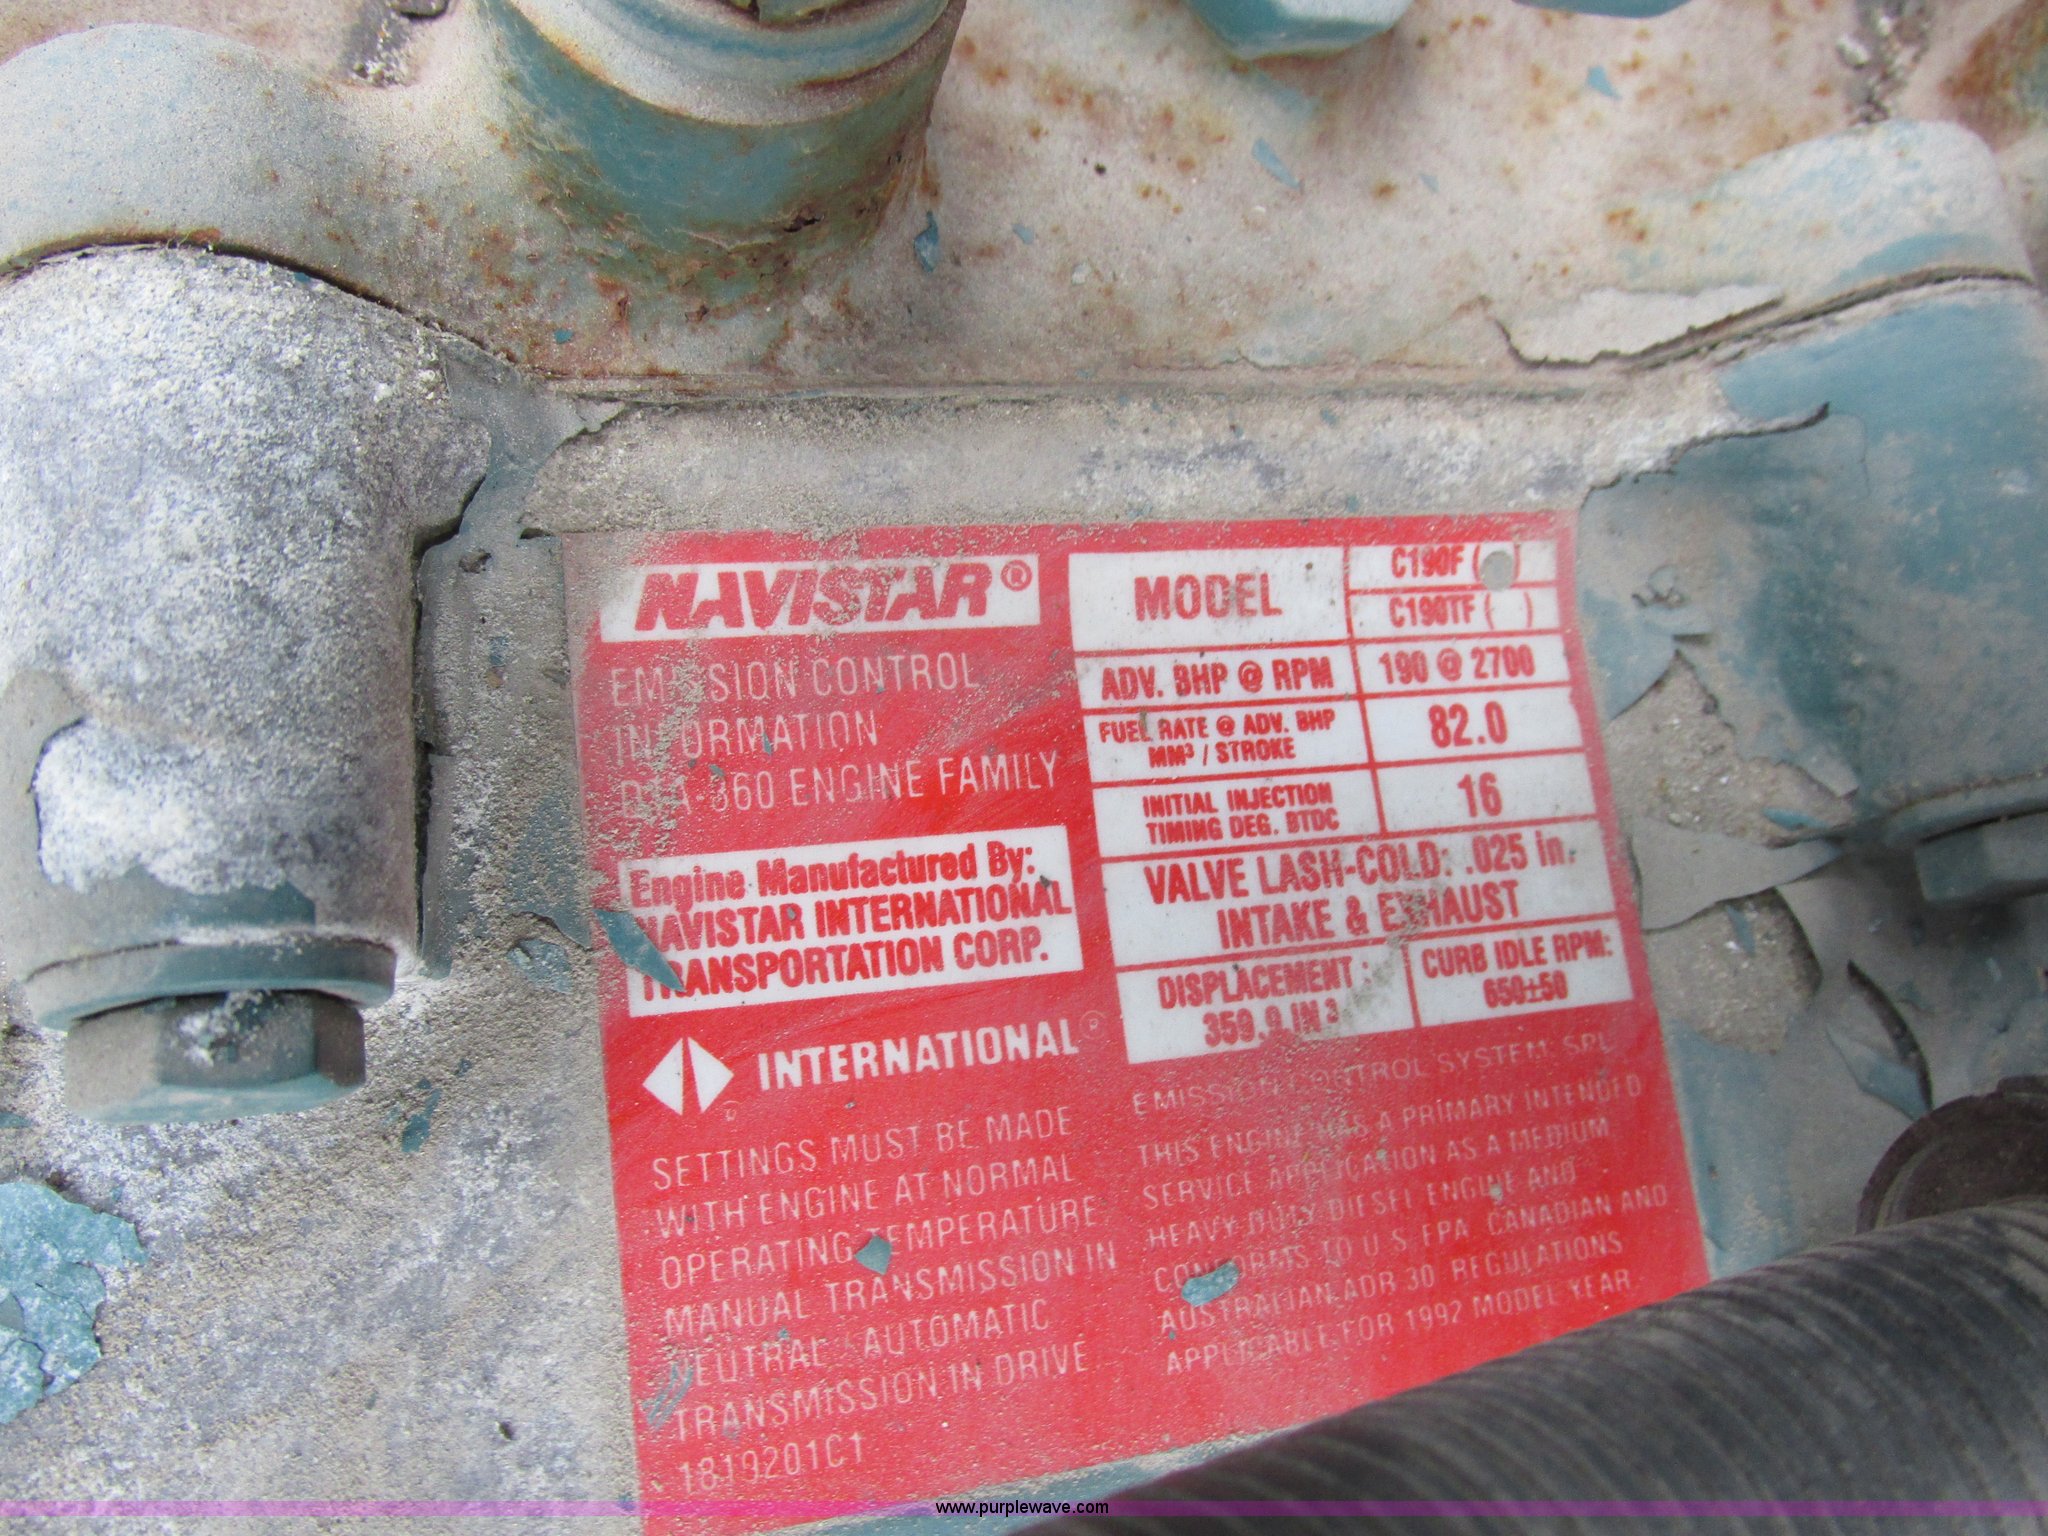 NAVISTAR®
EMISSION CONTROL
INFORMATION
DTA-360 ENGINE FAMILY
Engine Manufactured By:
NAVISTAR INTERNATIONAL
TRANSPORTATION CORP.
INTERNATIONAL®
®
SETTINGS MUST BE MADE
WITH ENGINE AT NORMAL
OPERATING TEMPERATURE
MANUAL TRANSMISSION IN
NEUTRAL - AUTOMATIC
TRANSMISSION IN DRIVE
1819201C1
MODEL
C190F ( )
C190TF ( )
ADV. BHP @ RPM
190 @ 2700
FUEL RATE @ ADV. BHP
MM³ / STROKE
82.0
INITIAL INJECTION
TIMING DEG. BTDC
16
VALVE LASH-COLD: .025 in.
INTAKE & EXHAUST
DISPLACEMENT :
359.9 IN³
CURB IDLE RPM:
650±50
EMISSION CONTROL SYSTEM: SPL
THIS ENGINE HAS A PRIMARY INTENDED
SERVICE APPLICATION AS A MEDIUM
HEAVY DUTY DIESEL ENGINE AND
CONFORMS TO U.S. EPA, CANADIAN AND
AUSTRALIAN ADR 30 REGULATIONS
APPLICABLE FOR 1992 MODEL YEAR.
www.purplewave.com